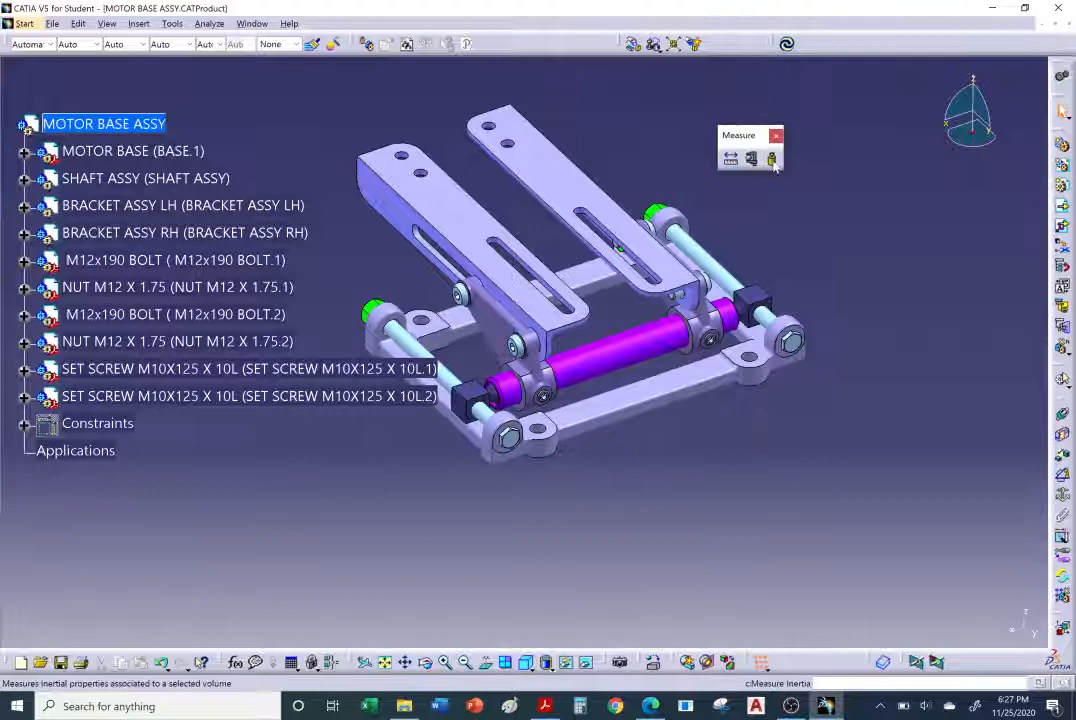 CATIA V5 for Student - [MOTOR BASE ASSY.CATProduct]
Start File Edit View Insert Tools Analyze Window Help
Automa Auto Auto Auto Aut Aut None
Measure
MOTOR BASE ASSY
MOTOR BASE (BASE.1)
SHAFT ASSY (SHAFT ASSY)
BRACKET ASSY LH (BRACKET ASSY LH)
BRACKET ASSY RH (BRACKET ASSY RH)
M12x190 BOLT ( M12x190 BOLT.1)
NUT M12 X 1.75 (NUT M12 X 1.75.1)
M12x190 BOLT ( M12x190 BOLT.2)
NUT M12 X 1.75 (NUT M12 X 1.75.2)
SET SCREW M10X125 X 10L (SET SCREW M10X125 X 10L.1)
SET SCREW M10X125 X 10L (SET SCREW M10X125 X 10L.2)
Constraints
Applications
Measures inertial properties associated to a selected volume
c:Measure Inertia
Search for anything
6:27 PM
11/25/2020